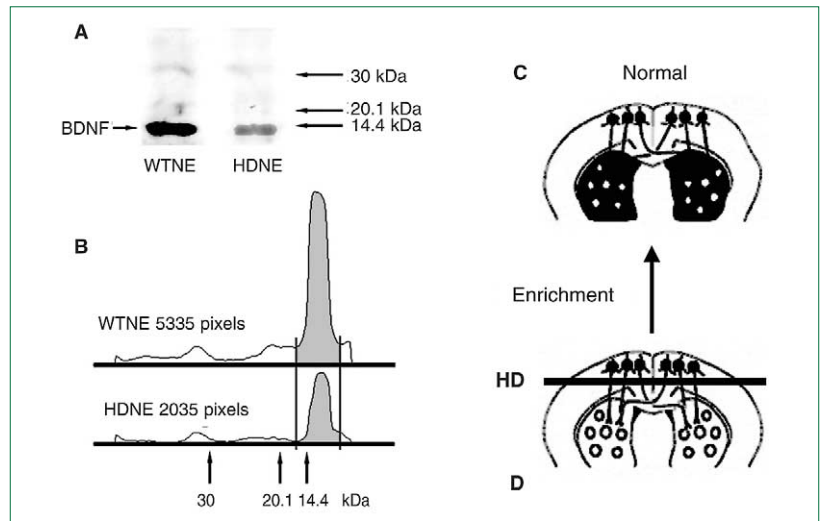 A
30 kDa
20.1 kDa
BDNF
14.4 kDa
WTNE HDNE
B
WTNE 5335 pixels
HDNE 2035 pixels
30 20.1 14.4 kDa
C
Normal
Enrichment
HD
D